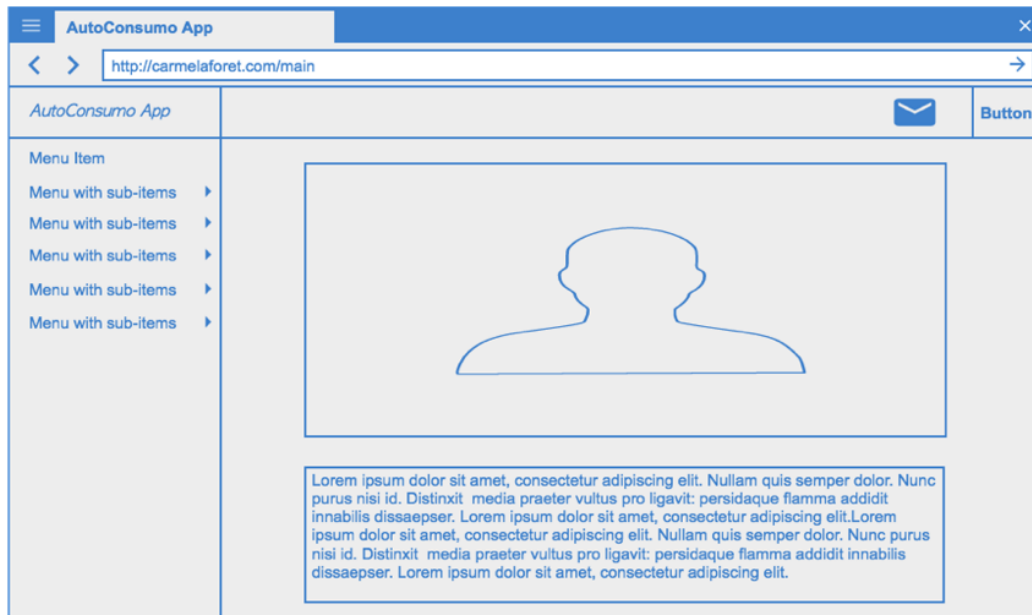 AutoConsumo App
http://carmelaforet.com/main
AutoConsumo App
Button
Menu Item
Menu with sub-items
Menu with sub-items
Menu with sub-items
Menu with sub-items
Menu with sub-items
Lorem ipsum dolor sit amet, consectetur adipiscing elit. Nullam quis semper dolor. Nunc
purus nisi id. Distinxit  media praeter vultus pro ligavit: persidaque flamma addidit
innabilis dissaepser. Lorem ipsum dolor sit amet, consectetur adipiscing elit.Lorem
ipsum dolor sit amet, consectetur adipiscing elit. Nullam quis semper dolor. Nunc purus
nisi id. Distinxit  media praeter vultus pro ligavit: persidaque flamma addidit innabilis
dissaepser. Lorem ipsum dolor sit amet, consectetur adipiscing elit.